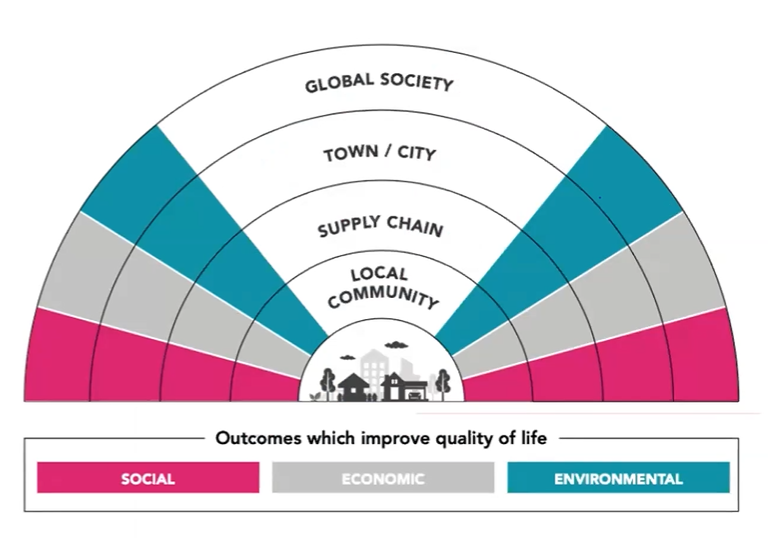 GLOBAL SOCIETY
TOWN / CITY
SUPPLY CHAIN
LOCAL
COMMUNITY
Outcomes which improve quality of life
SOCIAL
ECONOMIC
ENVIRONMENTAL